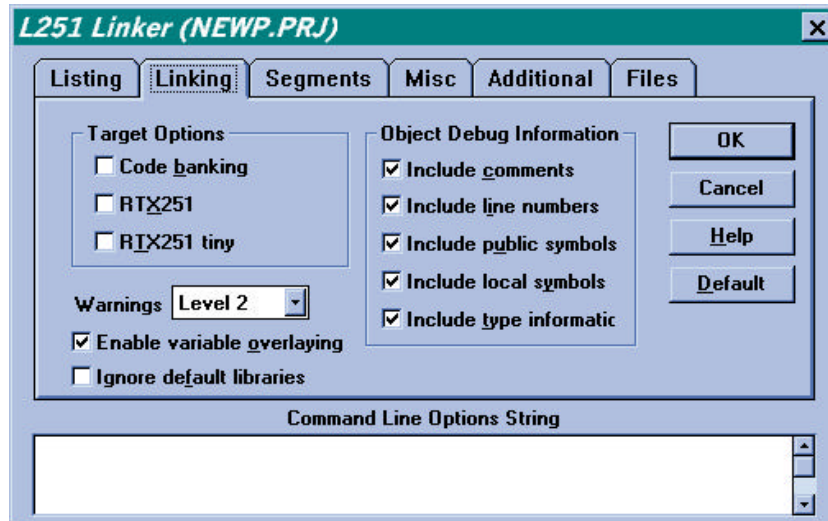 L251 Linker (NEWP.PRJ)
Listing Linking Segments Misc Additional Files
Target Options
Code banking
RTX251
RTX251 tiny
Warnings Level 2
Enable variable overlaying
Ignore default libraries
Object Debug Information
Include comments
Include line numbers
Include public symbols
Include local symbols
Include type informatic
OK
Cancel
Help
Default
Command Line Options String